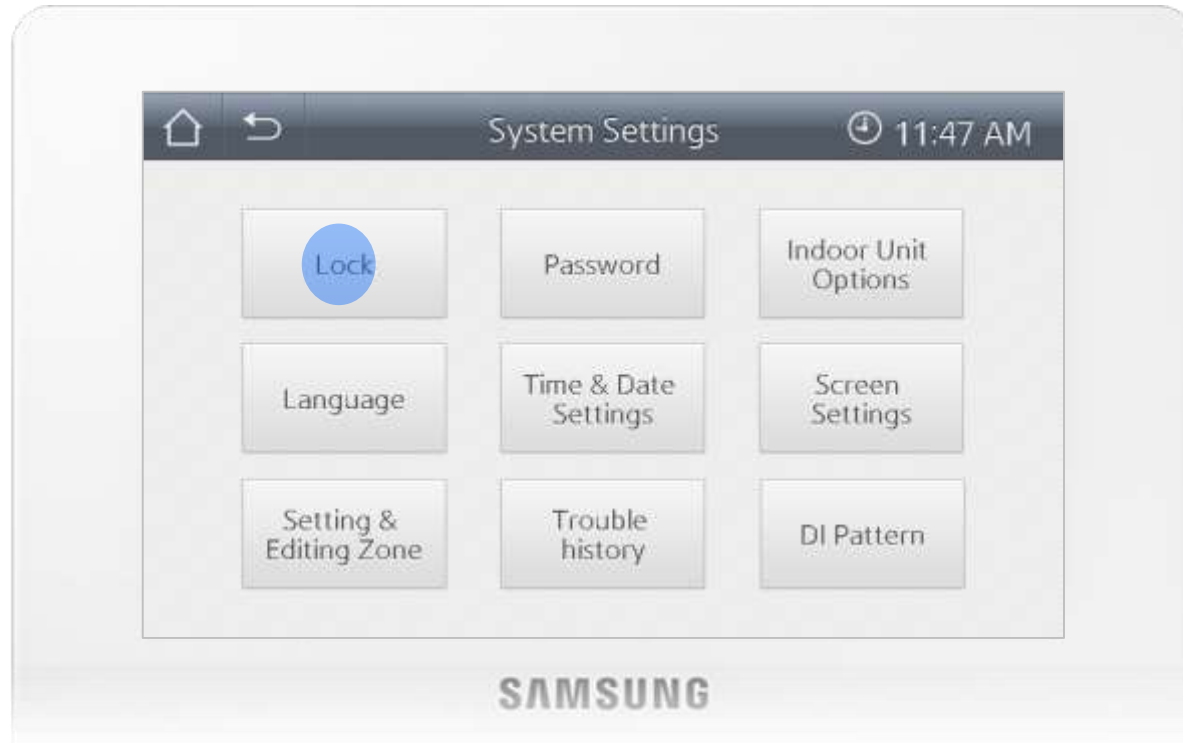 System Settings
11:47 AM
Lock
Password
Indoor Unit
Options
Language
Time & Date
Settings
Screen
Settings
Setting &
Editing Zone
Trouble
history
DI Pattern
SAMSUNG